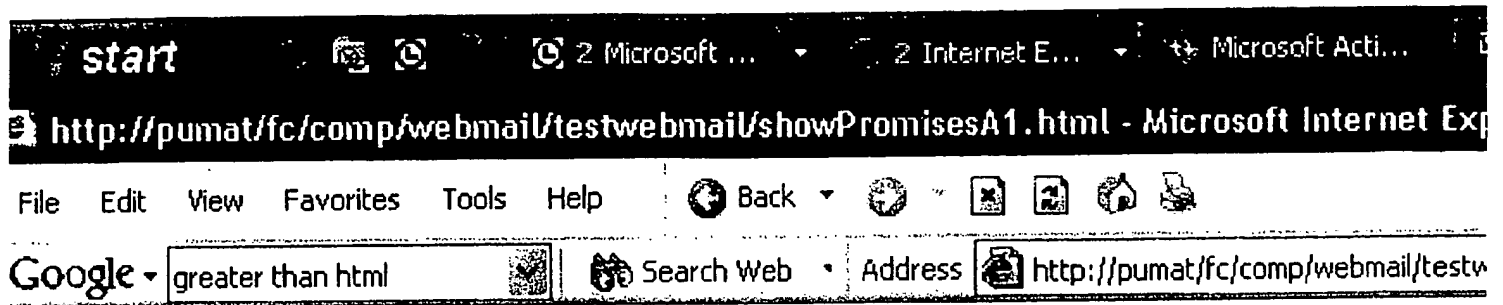 start 2 Microsoft ... 2 Internet E... Microsoft Acti...
http://pumat/fc/comp/webmail/testwebmail/showPromisesA1.html - Microsoft Internet Exp
File Edit View Favorites Tools Help Back
Google greater than html Search Web Address http://pumat/fc/comp/webmail/testw